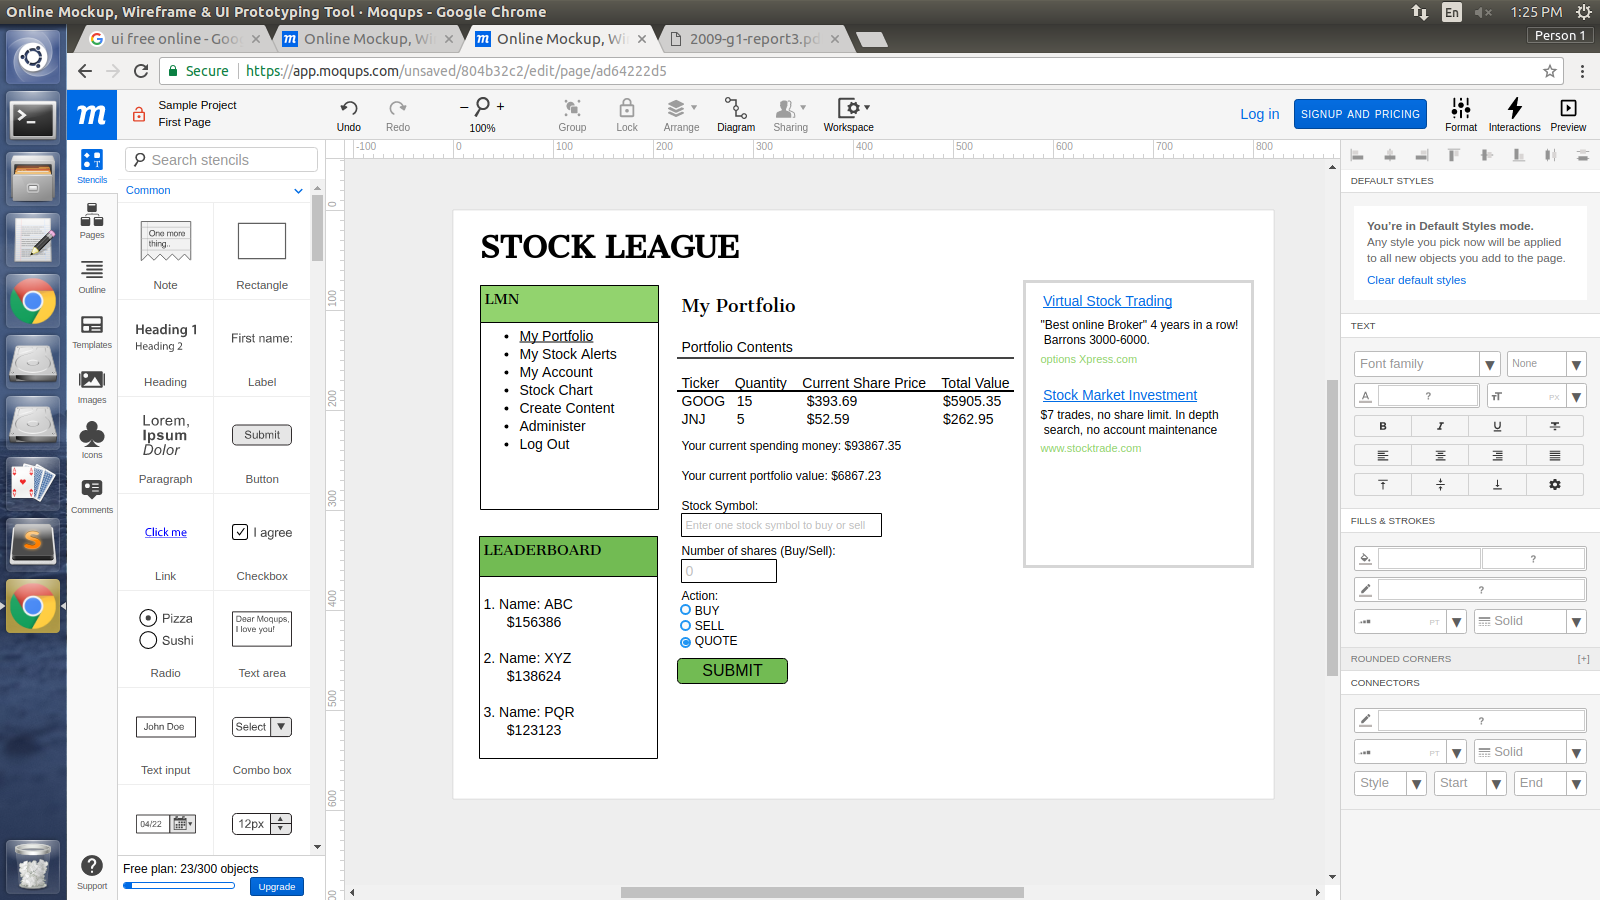 Online Mockup, Wireframe & UI Prototyping Tool · Moqups - Google Chrome
En
1:25 PM
ui free online - Goo
Online Mockup, Wi
Online Mockup, Wi
2009-g1-report3.pd
Person 1
Secure
https://app.moqups.com/unsaved/804b32c2/edit/page/ad64222d5
m
Sample Project
First Page
Undo
Redo
– +
100%
Group
Lock
Arrange
Diagram
Sharing
Workspace
Log in
SIGNUP AND PRICING
Format
Interactions
Preview
Stencils
Pages
Outline
Templates
Images
Icons
Comments
Support
Search stencils
Common
One more
thing..
Note
Rectangle
Heading 1
Heading 2
Heading
First name:
Label
Lorem,
Ipsum
Dolor
Paragraph
Submit
Button
Click me
Link
I agree
Checkbox
Pizza
Sushi
Radio
Dear Moqups,
I love you!
Text area
John Doe
Text input
Select
Combo box
04/22
12px
Free plan: 23/300 objects
Upgrade
-100 0 100 200 300 400 500 600 700 800
0
100
200
300
400
500
600
STOCK LEAGUE
LMN
• My Portfolio
• My Stock Alerts
• My Account
• Stock Chart
• Create Content
• Administer
• Log Out
LEADERBOARD
1. Name: ABC
$156386
2. Name: XYZ
$138624
3. Name: PQR
$123123
My Portfolio
Portfolio Contents
Ticker Quantity Current Share Price Total Value
GOOG 15 $393.69 $5905.35
JNJ 5 $52.59 $262.95
Your current spending money: $93867.35
Your current portfolio value: $6867.23
Stock Symbol:
Enter one stock symbol to buy or sell
Number of shares (Buy/Sell):
0
Action:
BUY
SELL
QUOTE
SUBMIT
Virtual Stock Trading
"Best online Broker" 4 years in a row!
Barrons 3000-6000.
options Xpress.com
Stock Market Investment
$7 trades, no share limit. In depth
search, no account maintenance
www.stocktrade.com
DEFAULT STYLES
You're in Default Styles mode.
Any style you pick now will be applied
to all new objects you add to the page.
Clear default styles
TEXT
Font family
None
A
?
TT
PX
B
I
U
FILLS & STROKES
?
?
PT
Solid
ROUNDED CORNERS
[+]
CONNECTORS
?
PT
Solid
Style
Start
End